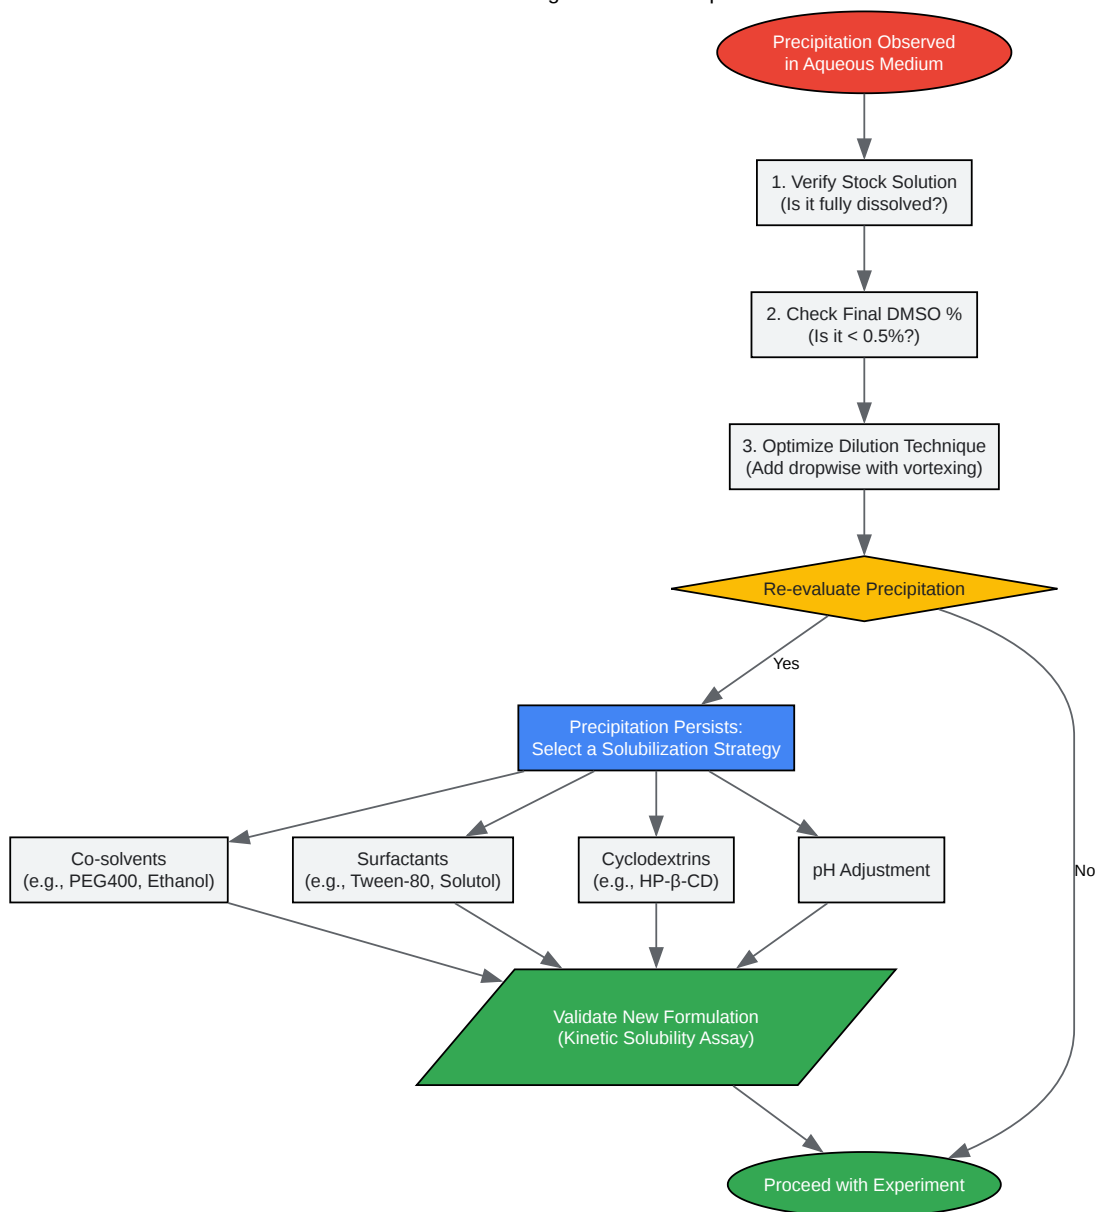 Precipitation Observed
in Aqueous Medium
1. Verify Stock Solution
(Is it fully dissolved?)
2. Check Final DMSO %
(Is it < 0.5%?)
3. Optimize Dilution Technique
(Add dropwise with vortexing)
Re-evaluate Precipitation
Yes
Precipitation Persists:
Select a Solubilization Strategy
Co-solvents
(e.g., PEG400, Ethanol)
Surfactants
(e.g., Tween-80, Solutol)
Cyclodextrins
(e.g., HP-β-CD)
pH Adjustment
No
Validate New Formulation
(Kinetic Solubility Assay)
Proceed with Experiment